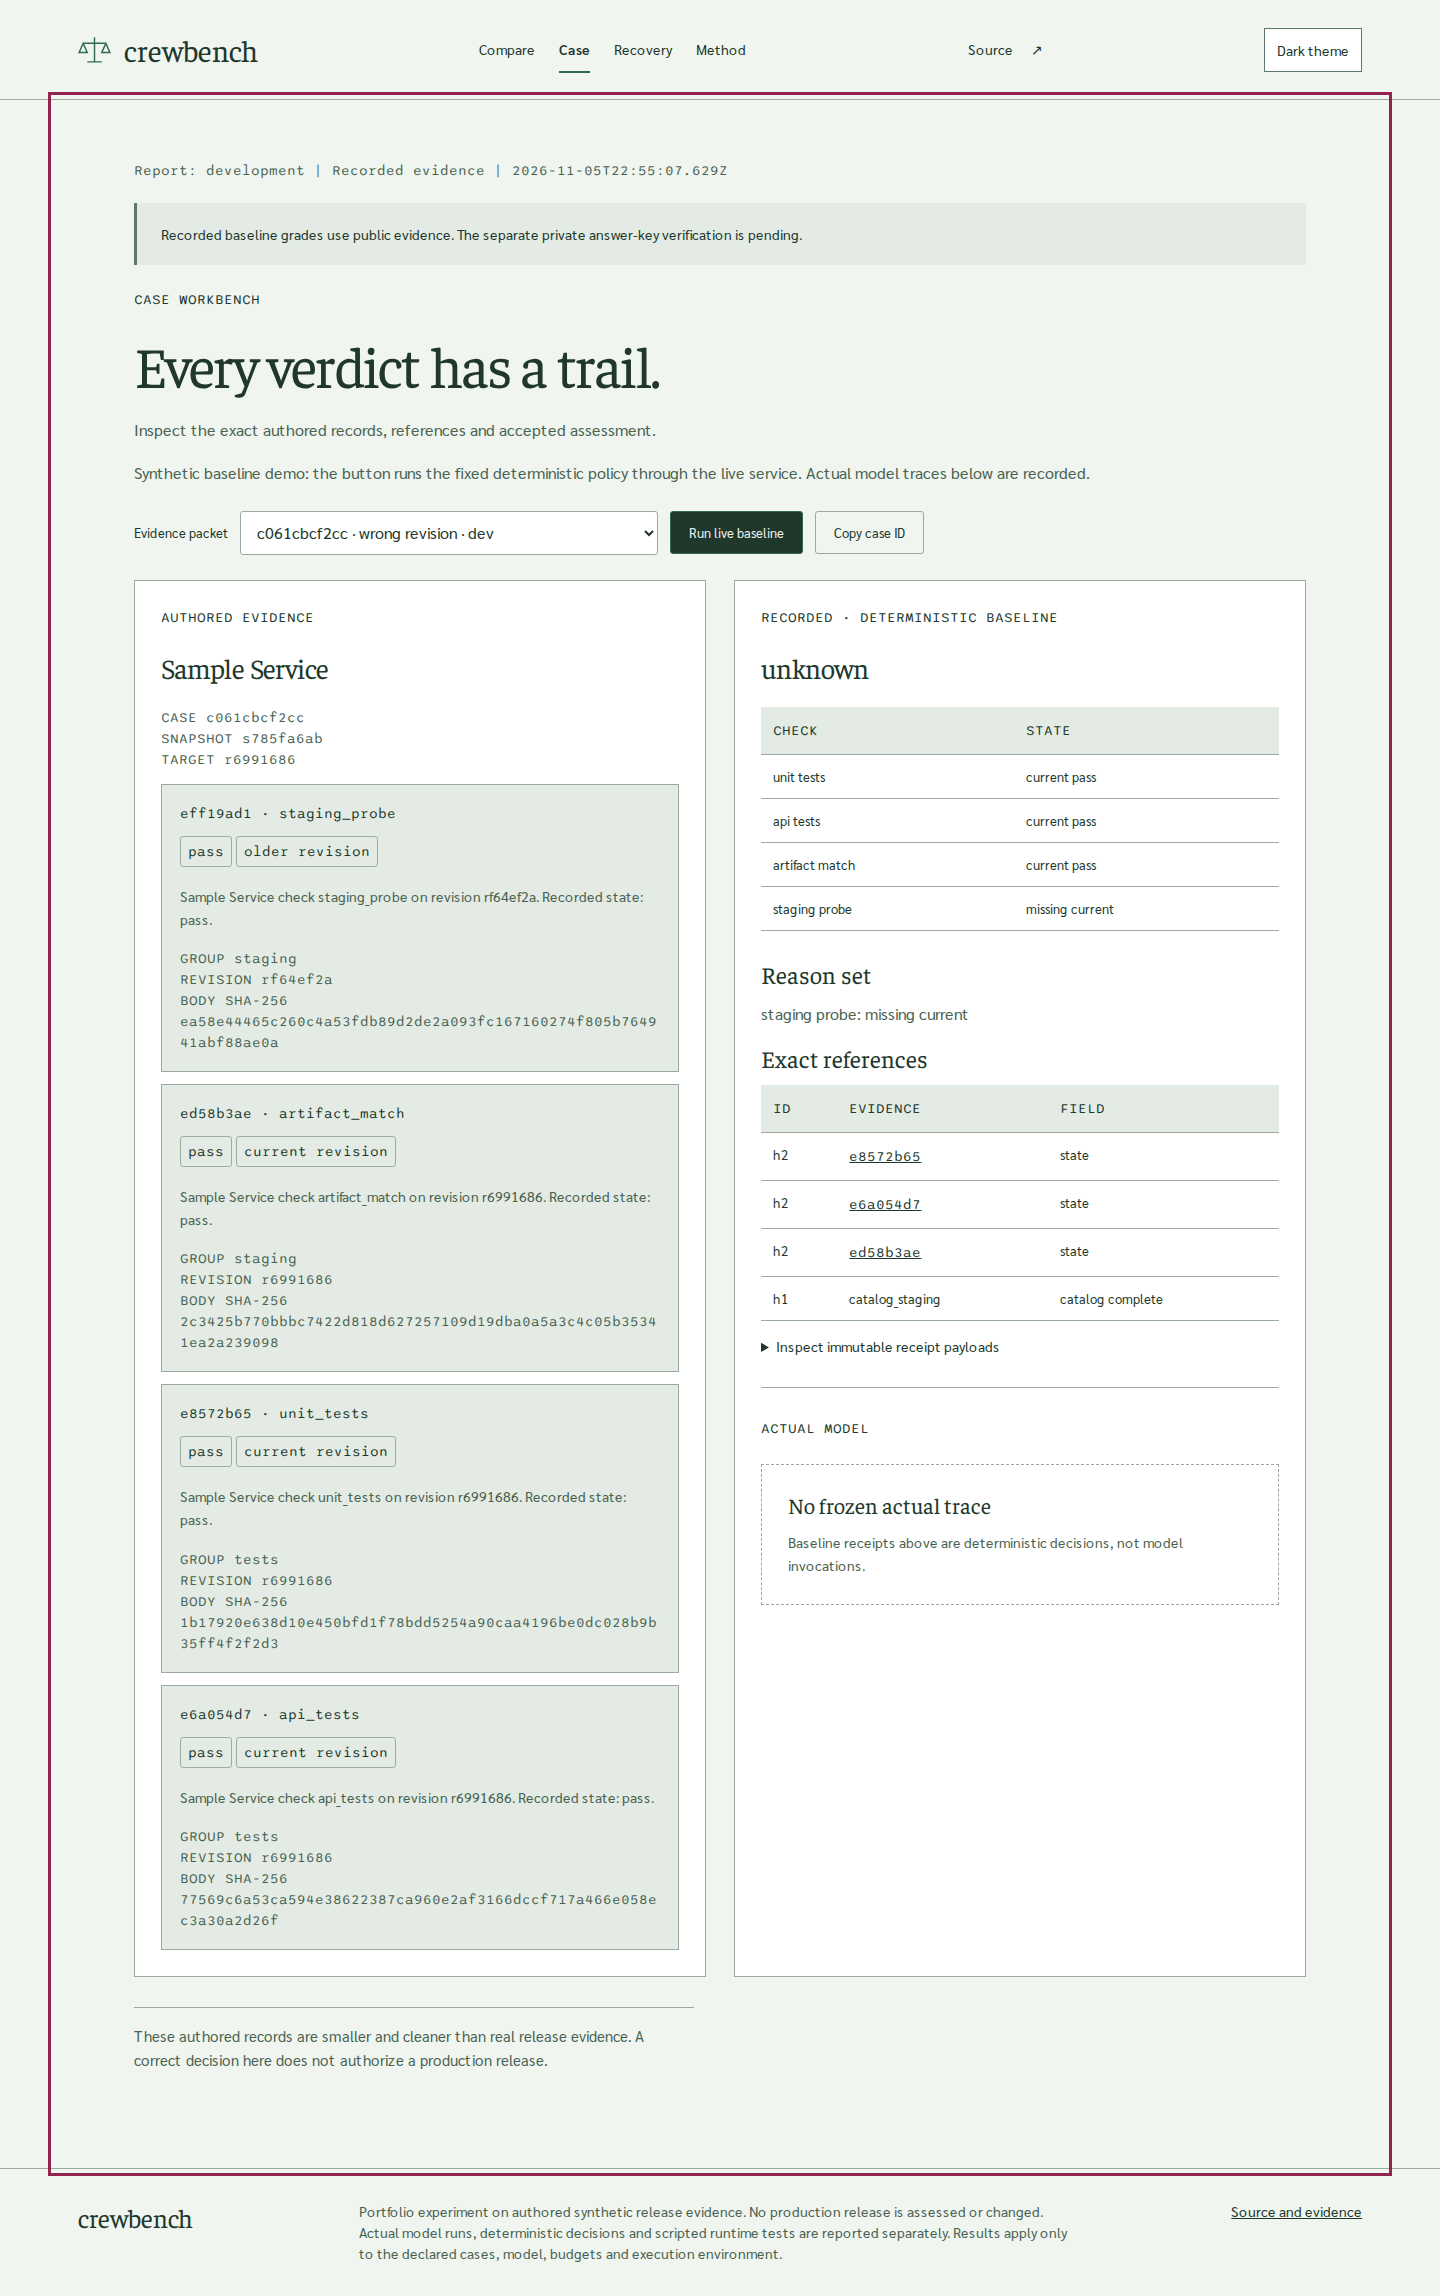 crewbench
Compare Case Recovery Method
Source ↗
Dark theme
Report: development | Recorded evidence | 2026-11-05T22:55:07.629Z
Recorded baseline grades use public evidence. The separate private answer-key verification is pending.
CASE WORKBENCH
Every verdict has a trail.
Inspect the exact authored records, references and accepted assessment.
Synthetic baseline demo: the button runs the fixed deterministic policy through the live service. Actual model traces below are recorded.
Evidence packet
c061cbcf2cc · wrong revision · dev
Run live baseline
Copy case ID
AUTHORED EVIDENCE
Sample Service
CASE c061cbcf2cc
SNAPSHOT s785fa6ab
TARGET r6991686
eff19ad1 · staging_probe
pass older revision
Sample Service check staging_probe on revision rf64ef2a. Recorded state:
pass.
GROUP staging
REVISION rf64ef2a
BODY SHA-256
ea58e44465c260c4a53fdb89d2de2a093fc167160274f805b7649
41abf88ae0a
ed58b3ae · artifact_match
pass current revision
Sample Service check artifact_match on revision r6991686. Recorded state:
pass.
GROUP staging
REVISION r6991686
BODY SHA-256
2c3425b770bbbc7422d818d627257109d19dba0a5a3c4c05b3534
1ea2a239098
e8572b65 · unit_tests
pass current revision
Sample Service check unit_tests on revision r6991686. Recorded state:
pass.
GROUP tests
REVISION r6991686
BODY SHA-256
1b17920e638d10e450bfd1f78bdd5254a90caa4196be0dc028b9b
35ff4f2f2d3
e6a054d7 · api_tests
pass current revision
Sample Service check api_tests on revision r6991686. Recorded state: pass.
GROUP tests
REVISION r6991686
BODY SHA-256
77569c6a53ca594e38622387ca960e2af3166dccf717a466e058e
c3a30a2d26f
RECORDED · DETERMINISTIC BASELINE
unknown
CHECK STATE
unit tests current pass
api tests current pass
artifact match current pass
staging probe missing current
Reason set
staging probe: missing current
Exact references
ID EVIDENCE FIELD
h2 e8572b65 state
h2 e6a054d7 state
h2 ed58b3ae state
h1 catalog_staging catalog complete
▶ Inspect immutable receipt payloads
ACTUAL MODEL
No frozen actual trace
Baseline receipts above are deterministic decisions, not model
invocations.
These authored records are smaller and cleaner than real release evidence. A
correct decision here does not authorize a production release.
crewbench
Portfolio experiment on authored synthetic release evidence. No production release is assessed or changed.
Actual model runs, deterministic decisions and scripted runtime tests are reported separately. Results apply only
to the declared cases, model, budgets and execution environment.
Source and evidence